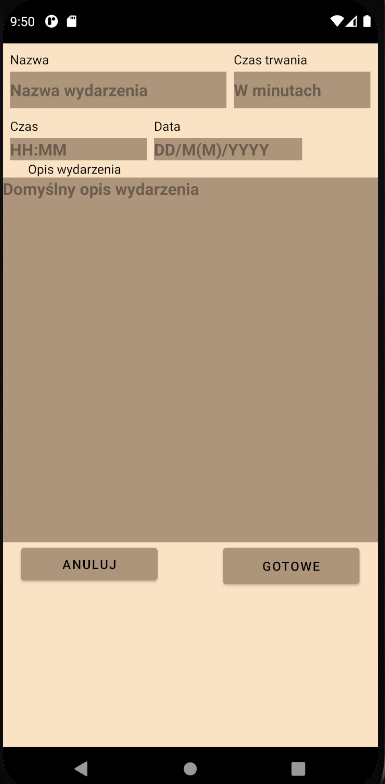 9:50
Nazwa Czas trwania
Nazwa wydarzenia W minutach
Czas Data
HH:MM DD/M(M)/YYYY
Opis wydarzenia
Domyślny opis wydarzenia
ANULUJ GOTOWE